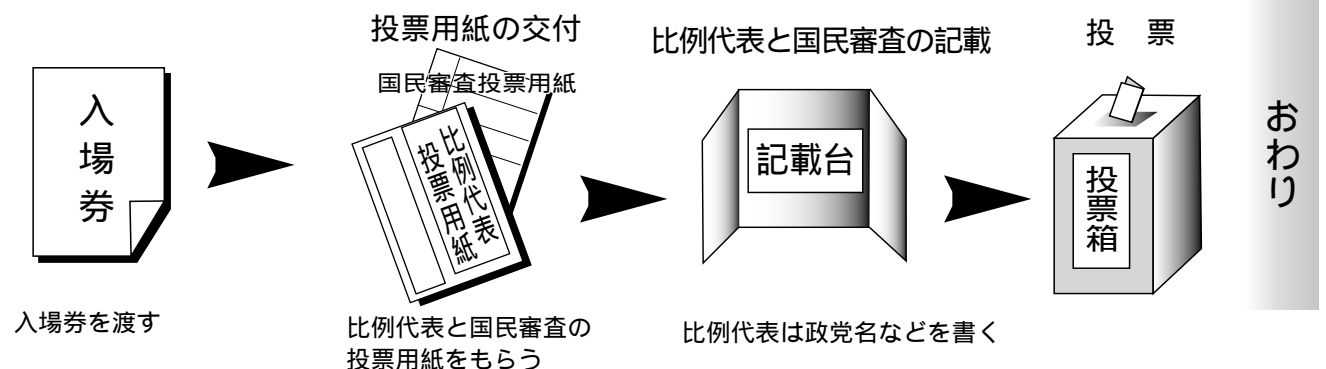 入場券
入場券を渡す
投票用紙の交付
国民審査投票用紙
比例代表
投票用紙
比例代表と国民審査の
投票用紙をもらう
比例代表と国民審査の記載
記載台
比例代表は政党名などを書く
投 票
投票箱
おわり